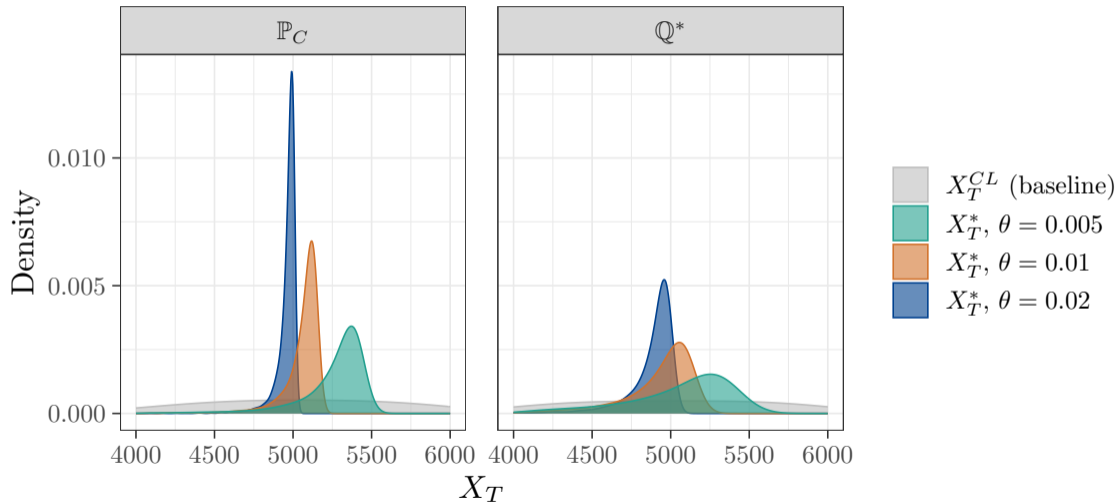 ℙ_C ℚ*
Density
0.010
0.005
0.000
4000 4500 5000 5500 6000 4000 4500 5000 5500 6000
X_T
X_T^{CL} (baseline)
X_T^*, θ = 0.005
X_T^*, θ = 0.01
X_T^*, θ = 0.02